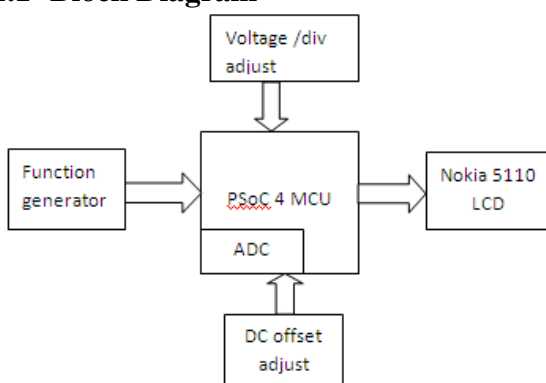 Block Diagram
Voltage /div
adjust
Function
generator
PSoC 4 MCU
Nokia 5110
LCD
ADC
DC offset
adjust